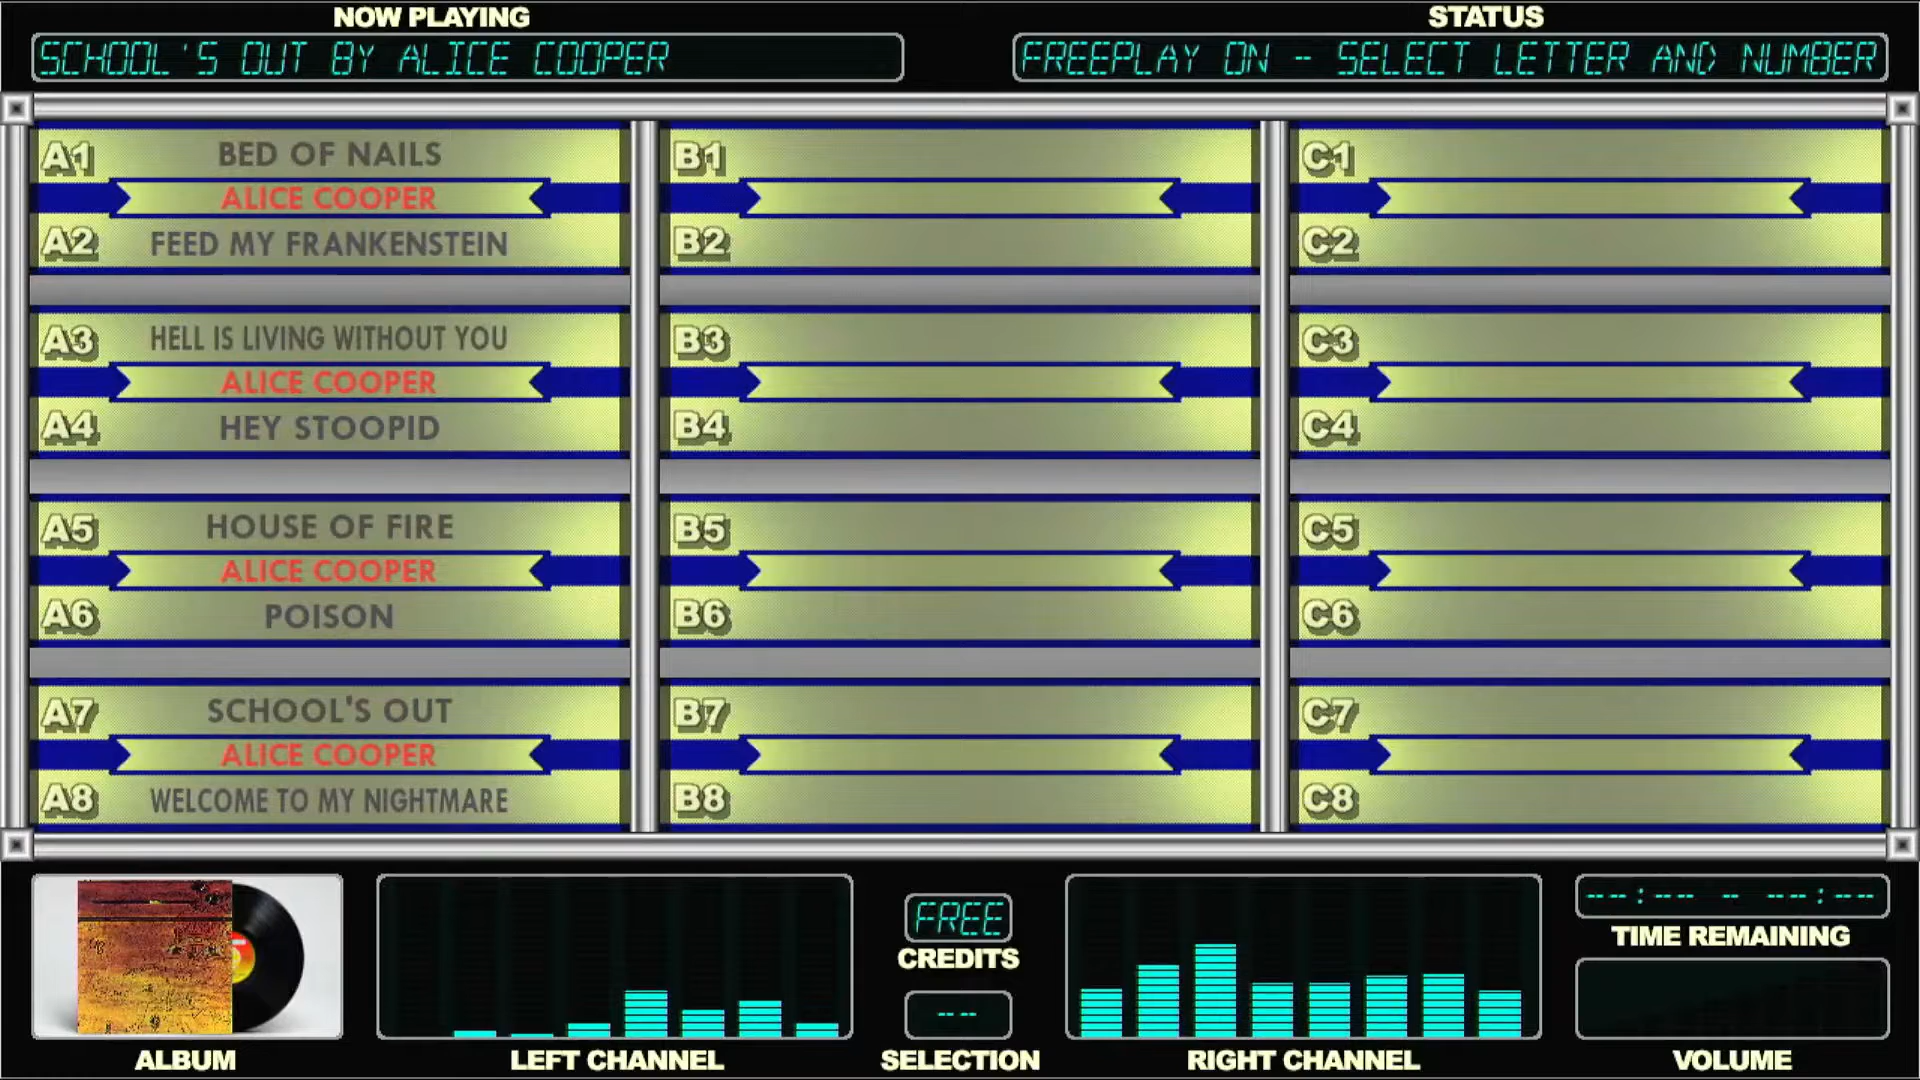 NOW PLAYING
STATUS
SCHOOL'S OUT BY ALICE COOPER
FREEPLAY ON - SELECT LETTER AND NUMBER
A1 BED OF NAILS
ALICE COOPER
A2 FEED MY FRANKENSTEIN
A3 HELL IS LIVING WITHOUT YOU
ALICE COOPER
A4 HEY STOOPID
A5 HOUSE OF FIRE
ALICE COOPER
A6 POISON
A7 SCHOOL'S OUT
ALICE COOPER
A8 WELCOME TO MY NIGHTMARE
B1
B2
B3
B4
B5
B6
B7
B8
C1
C2
C3
C4
C5
C6
C7
C8
ALBUM
LEFT CHANNEL
FREE
CREDITS
--
SELECTION
RIGHT CHANNEL
--:-- - --:--
TIME REMAINING
VOLUME